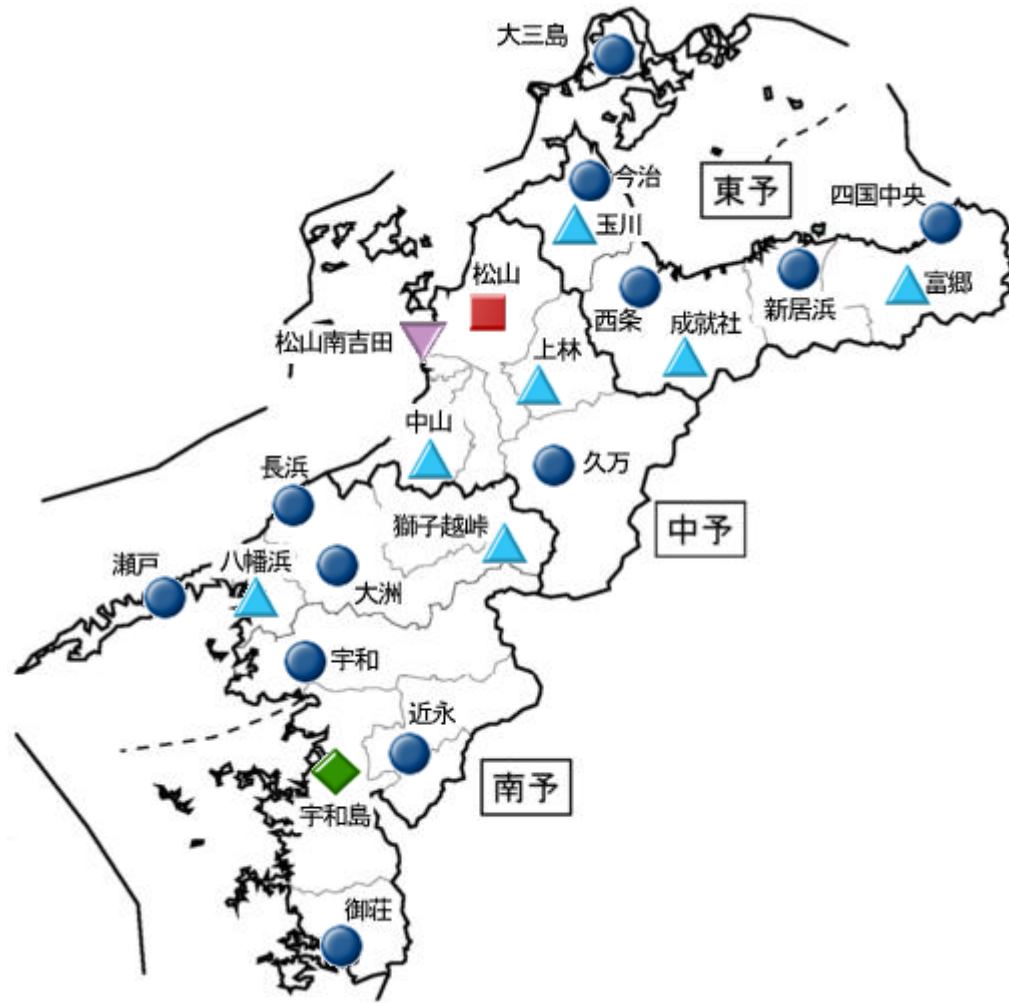 大三島
今治
東予
四国中央
玉川
松山
富郷
新居浜
西条
成就社
松山南吉田
上林
中山
久万
長浜
中予
獅子越峠
瀬戸
八幡浜
大洲
宇和
近永
南予
宇和島
御荘